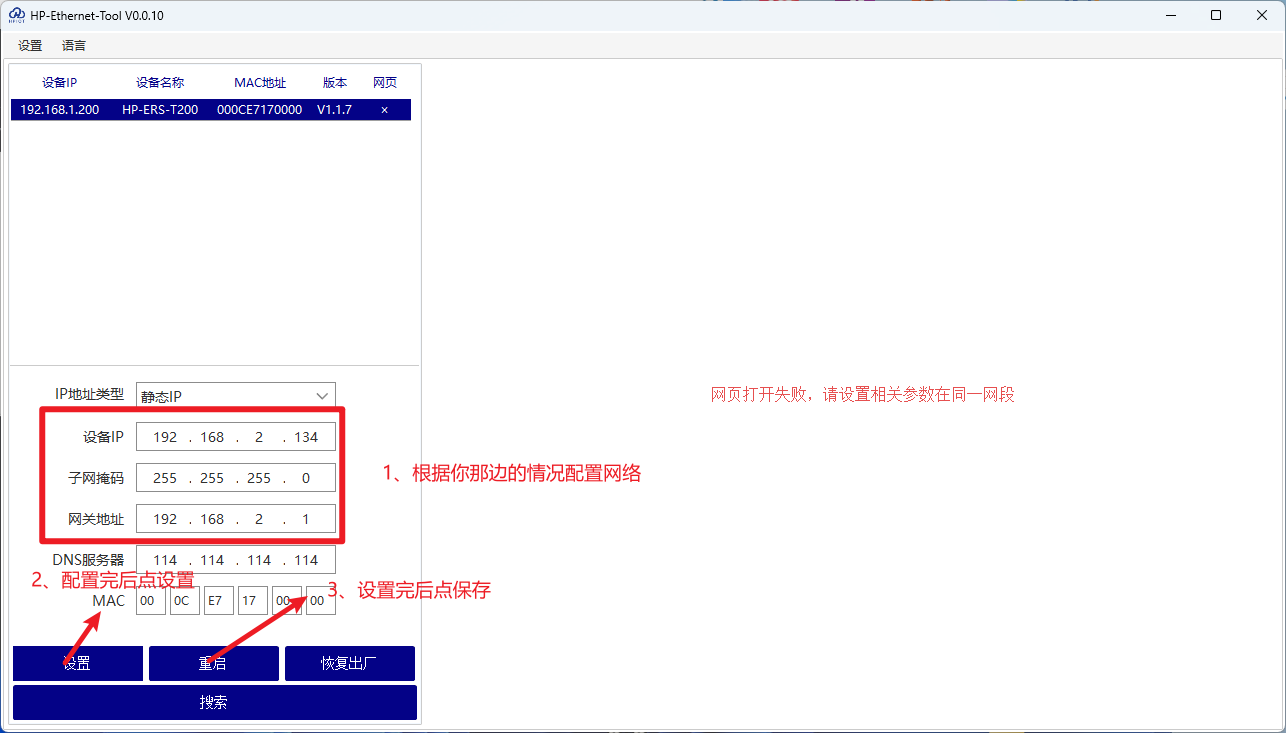 HP-Ethernet-Tool V0.0.10
设置 语言
设备IP 设备名称 MAC地址 版本 网页
192.168.1.200 HP-ERS-T200 000CE7170000 V1.1.7 ×
IP地址类型 静态IP
网页打开失败，请设置相关参数在同一网段
设备IP 192 . 168 . 2 . 134
1、根据你那边的情况配置网络
子网掩码 255 . 255 . 255 . 0
网关地址 192 . 168 . 2 . 1
DNS服务器 114 . 114 . 114 . 114
2、配置完后点设置
3、设置完后点保存
MAC 00 0C E7 17 00 00
设置 重启 恢复出厂
搜索